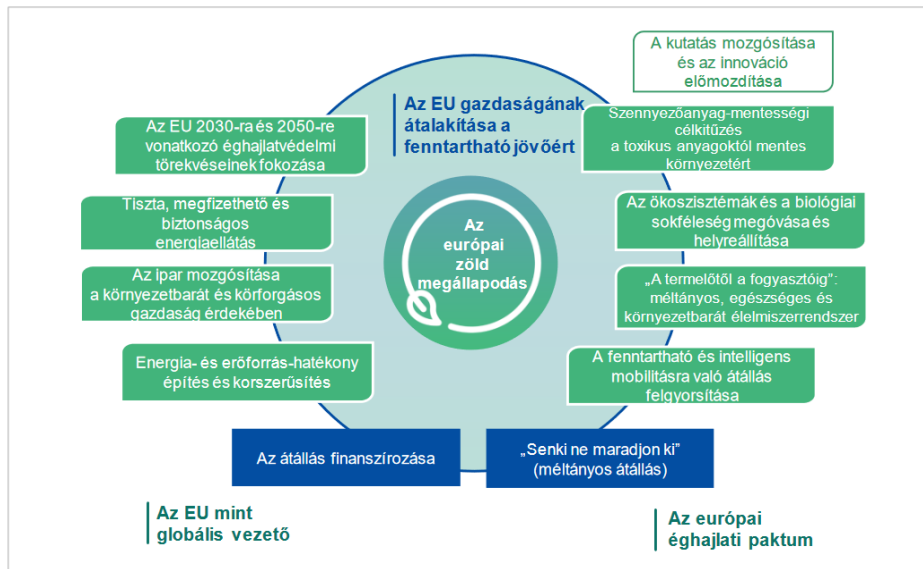 A kutatás mozgósítása
és az innováció
előmozdítása
Az EU gazdaságának
átalakítása a
fenntartható jövőért
Az EU 2030-ra és 2050-re
vonatkozó éghajlatvédelmi
törekvéseinek fokozása
Szennyezőanyag-mentességi
célkitűzés
a toxikus anyagoktól mentes
környezetért
Tiszta, megfizethető és
biztonságos
energiaellátás
Az ökoszisztémák és a biológiai
sokféleség megóvása és
helyreállítása
Az
európai
zöld
megállapodás
Az ipar mozgósítása
a környezetbarát és körforgásos
gazdaság érdekében
„A termelőtől a fogyasztóig”:
méltányos, egészséges és
környezetbarát élelmiszerrendszer
Energia- és erőforrás-hatékony
építés és korszerűsítés
A fenntartható és intelligens
mobilitásra való átállás
felgyorsítása
Az átállás finanszírozása
„Senki ne maradjon ki”
(méltányos átállás)
Az EU mint
globális vezető
Az európai
éghajlati paktum